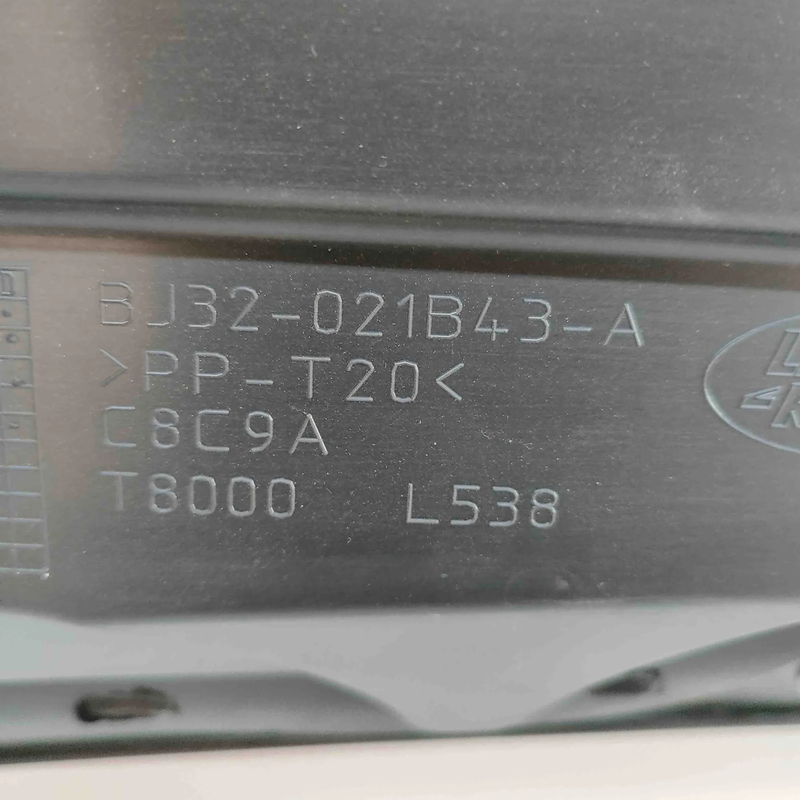 BJ32-021B43-A
>PP-T20<
C8C9A
T8000 L538